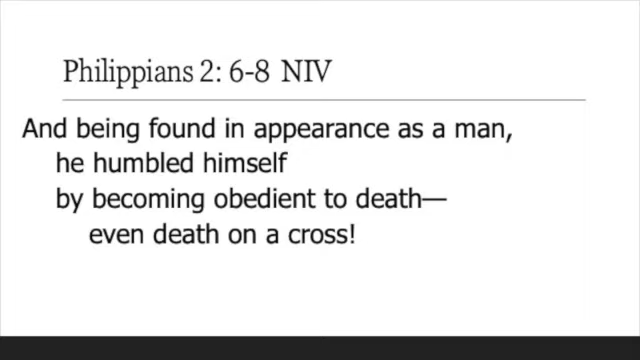 Philippians 2: 6-8 NIV
And being found in appearance as a man,
he humbled himself
by becoming obedient to death—
even death on a cross!